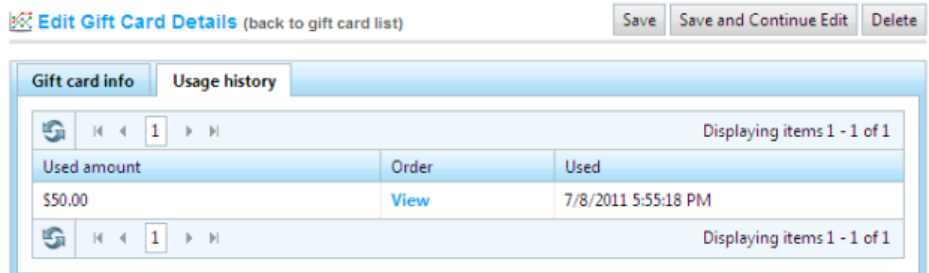 Edit Gift Card Details (back to gift card list) Save Save and Continue Edit Delete
Gift card info Usage history
1 Displaying items 1 - 1 of 1
Used amount Order Used
$50.00 View 7/8/2011 5:55:18 PM
1 Displaying items 1 - 1 of 1